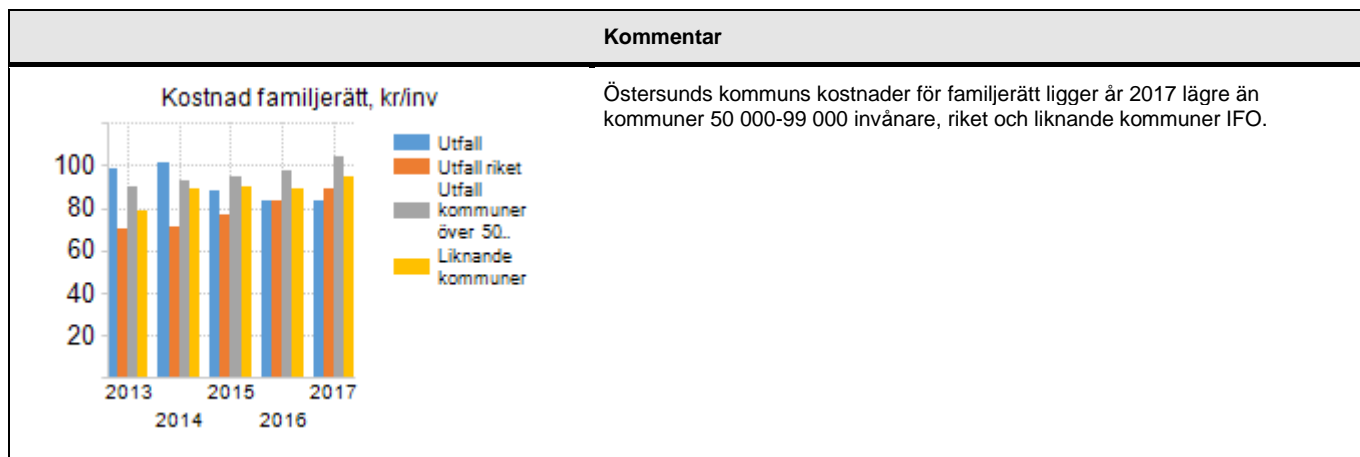 Kommentar
Kostnad familjerätt, kr/inv
100
80
60
40
20
2013
2014
2015
2016
2017
Utfall
Utfall riket
Utfall
kommuner
över 50..
Liknande
kommuner
Östersunds kommuns kostnader för familjerätt ligger år 2017 lägre än
kommuner 50 000-99 000 invånare, riket och liknande kommuner IFO.